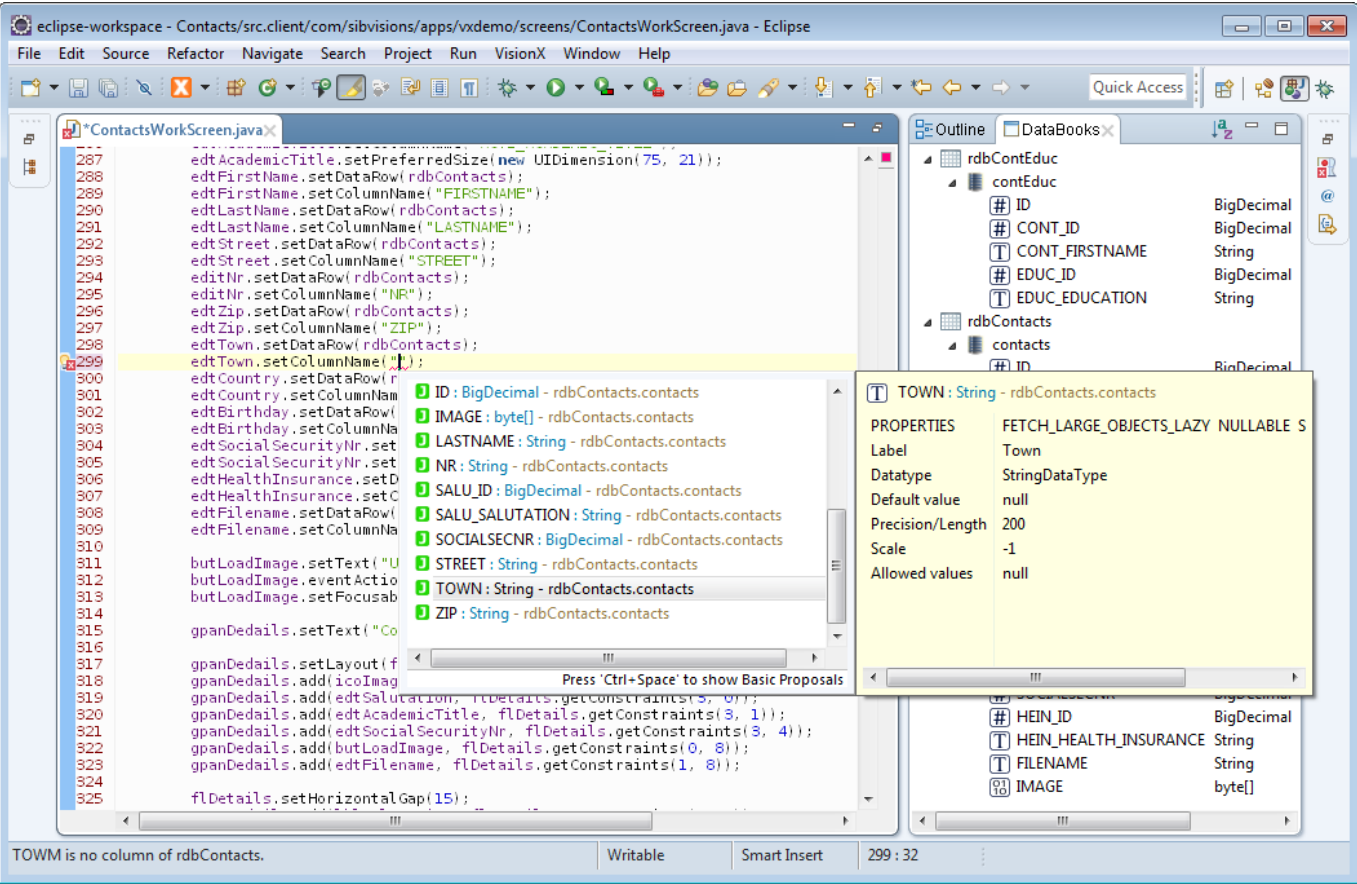 eclipse-workspace - Contacts/src.client/com/sibvisions/apps/vxdemo/screens/ContactsWorkScreen.java - Eclipse
File Edit Source Refactor Navigate Search Project Run VisionX Window Help
Quick Access
*ContactsWorkScreen.java
287 edtAcademicTitle.setPreferredSize(new UIDimension(75, 21));
288 edtFirstName.setDataRow(rdbContacts);
289 edtFirstName.setColumnName("FIRSTNAME");
290 edtLastName.setDataRow(rdbContacts);
291 edtLastName.setColumnName("LASTNAME");
292 edtStreet.setDataRow(rdbContacts);
293 edtStreet.setColumnName("STREET");
294 editNr.setDataRow(rdbContacts);
295 editNr.setColumnName("NR");
296 edtZip.setDataRow(rdbContacts);
297 edtZip.setColumnName("ZIP");
298 edtTown.setDataRow(rdbContacts);
299 edtTown.setColumnName("");
300 edtCountry.setDataRow(r
301 edtCountry.setColumnNam
302 edtBirthday.setDataRow(
303 edtBirthday.setColumnNa
304 edtSocialSecurityNr.set
305 edtSocialSecurityNr.set
306 edtHealthInsurance.setD
307 edtHealthInsurance.setC
308 edtFilename.setDataRow(
309 edtFilename.setColumnNa
310
311 butLoadImage.setText("U
312 butLoadImage.eventActio
313 butLoadImage.setFocusab
314
315 gpanDedails.setText("Co
316
317 gpanDedails.setLayout(f
318 gpanDedails.add(icoImag
319 gpanDedails.add(edtSalutation, flDetails.getConstraints(3, 0));
320 gpanDedails.add(edtAcademicTitle, flDetails.getConstraints(3, 1));
321 gpanDedails.add(edtSocialSecurityNr, flDetails.getConstraints(3, 4));
322 gpanDedails.add(butLoadImage, flDetails.getConstraints(0, 8));
323 gpanDedails.add(edtFilename, flDetails.getConstraints(1, 8));
324
325 flDetails.setHorizontalGap(15);
ID : BigDecimal - rdbContacts.contacts
IMAGE : byte[] - rdbContacts.contacts
LASTNAME : String - rdbContacts.contacts
NR : String - rdbContacts.contacts
SALU_ID : BigDecimal - rdbContacts.contacts
SALU_SALUTATION : String - rdbContacts.contacts
SOCIALSECNR : BigDecimal - rdbContacts.contacts
STREET : String - rdbContacts.contacts
TOWN : String - rdbContacts.contacts
ZIP : String - rdbContacts.contacts
Press 'Ctrl+Space' to show Basic Proposals
TOWN : String - rdbContacts.contacts
PROPERTIES FETCH_LARGE_OBJECTS_LAZY NULLABLE S
Label Town
Datatype StringDataType
Default value null
Precision/Length 200
Scale -1
Allowed values null
Outline DataBooks
rdbContEduc
contEduc
ID BigDecimal
CONT_ID BigDecimal
CONT_FIRSTNAME String
EDUC_ID BigDecimal
EDUC_EDUCATION String
rdbContacts
contacts
ID BigDecimal
SOCIALSECNR BigDecimal
HEIN_ID BigDecimal
HEIN_HEALTH_INSURANCE String
FILENAME String
IMAGE byte[]
TOWM is no column of rdbContacts.
Writable
Smart Insert
299 : 32